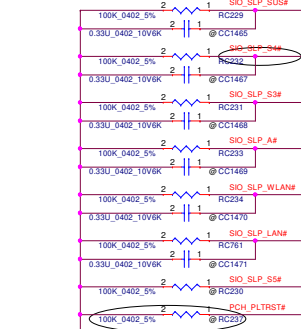 SIO_SLP_SUS#
2 1
100K_0402_5% RC229
2 1
0.33U_0402_10V6K @ CC1465
SIO_SLP_S4#
2 1
100K_0402_5% RC232
2 1
0.33U_0402_10V6K @ CC1467
SIO_SLP_S3#
2 1
100K_0402_5% RC231
2 1
0.33U_0402_10V6K @ CC1468
SIO_SLP_A#
2 1
100K_0402_5% RC233
2 1
0.33U_0402_10V6K @ CC1469
SIO_SLP_WLAN#
2 1
100K_0402_5% RC234
2 1
0.33U_0402_10V6K @ CC1470
SIO_SLP_LAN#
2 1
100K_0402_5% RC761
2 1
0.33U_0402_10V6K @ CC1471
SIO_SLP_S5#
2 1
100K_0402_5% @ RC230
PCH_PLTRST#
2 1
100K_0402_5% @ RC237